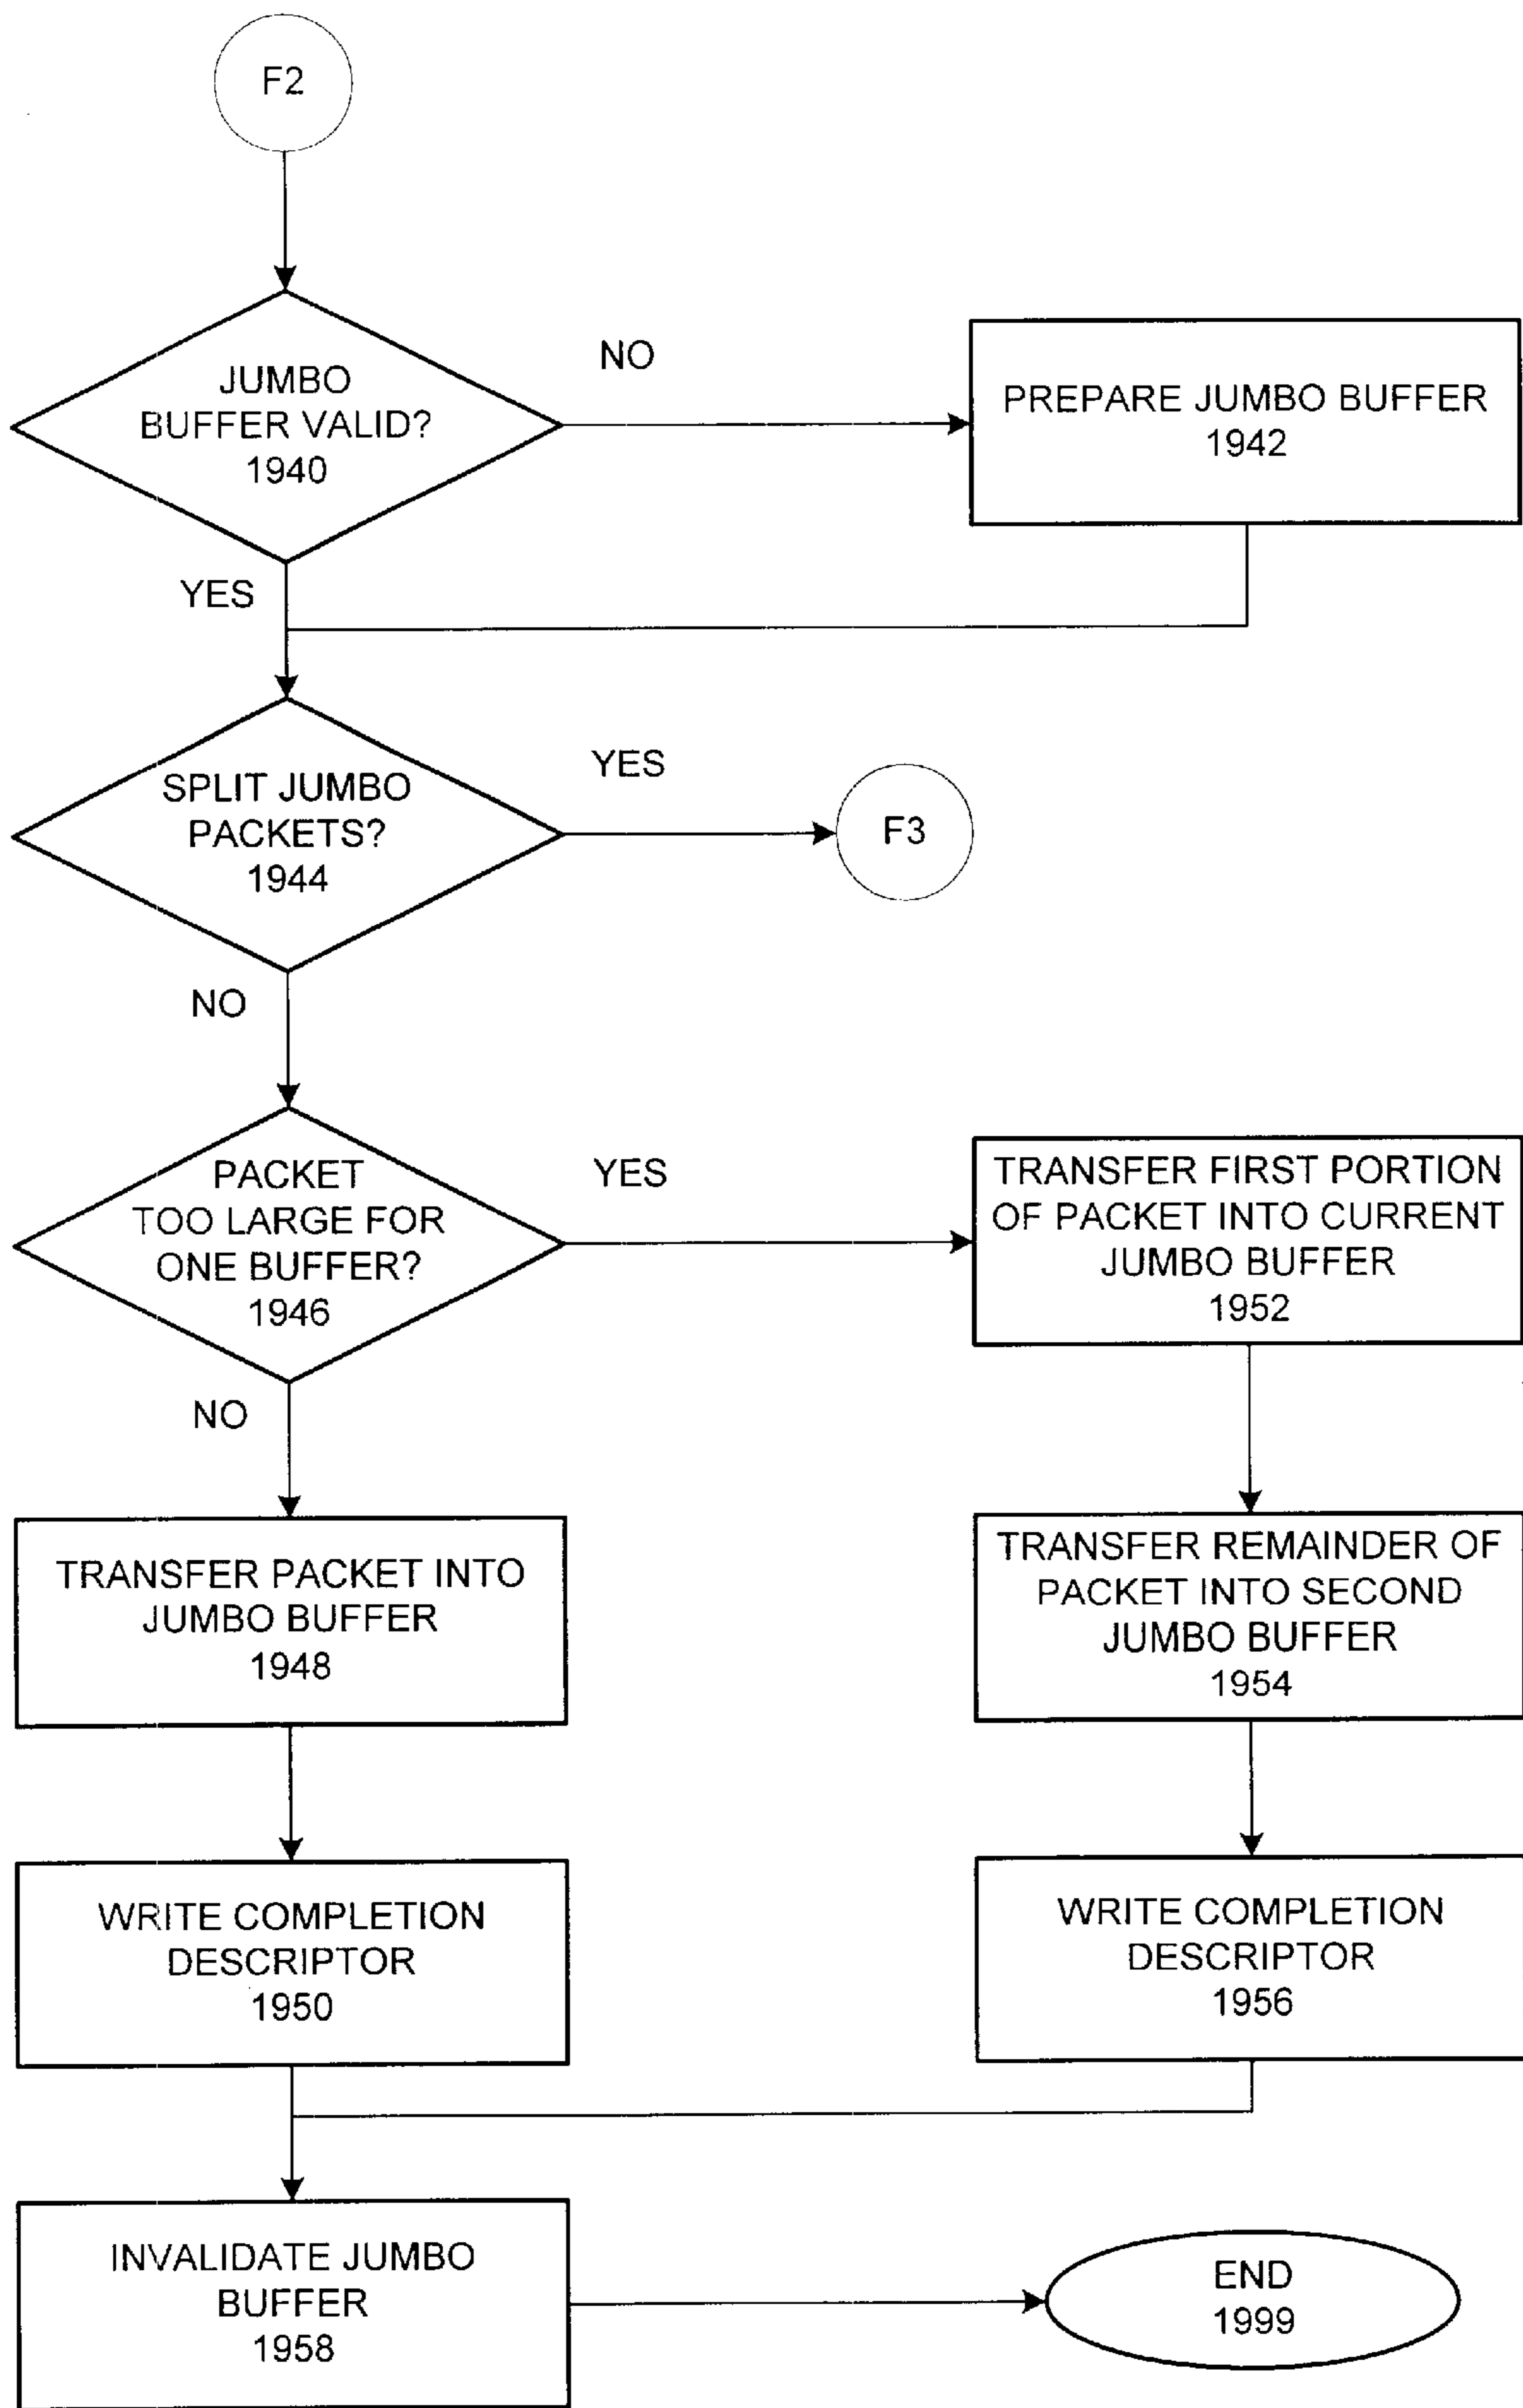 F2
JUMBO
BUFFER VALID?
1940
NO
PREPARE JUMBO BUFFER
1942
YES
SPLIT JUMBO
PACKETS?
1944
YES
F3
NO
PACKET
TOO LARGE FOR
ONE BUFFER?
1946
YES
TRANSFER FIRST PORTION
OF PACKET INTO CURRENT
JUMBO BUFFER
1952
NO
TRANSFER PACKET INTO
JUMBO BUFFER
1948
TRANSFER REMAINDER OF
PACKET INTO SECOND
JUMBO BUFFER
1954
WRITE COMPLETION
DESCRIPTOR
1950
WRITE COMPLETION
DESCRIPTOR
1956
INVALIDATE JUMBO
BUFFER
1958
END
1999